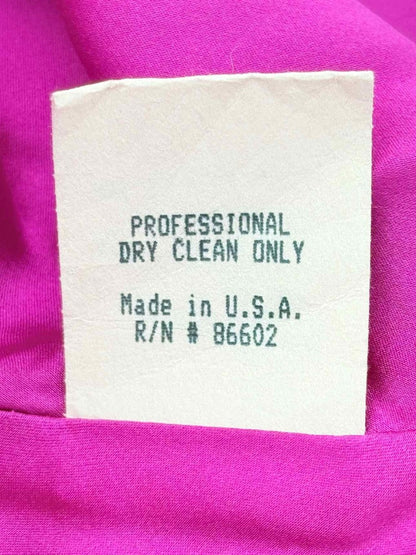 PROFESSIONAL
DRY CLEAN ONLY
Made in U.S.A.
R/N # 86602